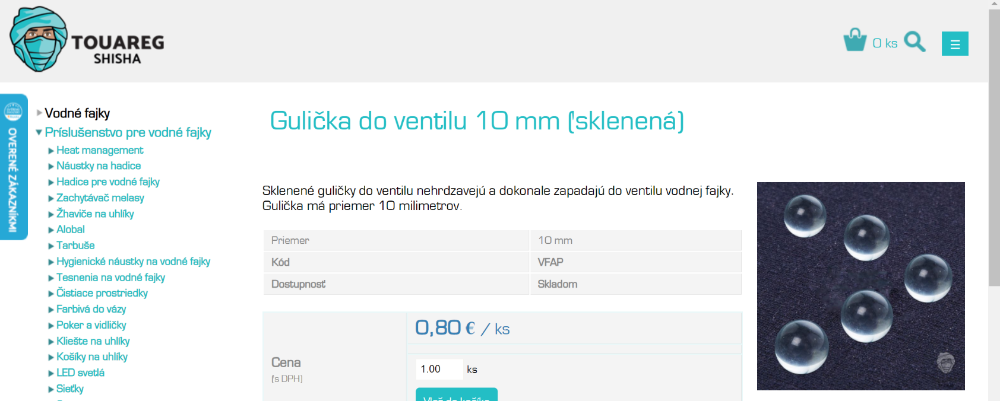 TOUAREG
SHISHA
0 ks
OVERENÉ ZÁKAZNÍKMI
Vodné fajky
Príslušenstvo pre vodné fajky
Heat management
Náustky na hadice
Hadice pre vodné fajky
Zachytávač melasy
Žhaviče na uhlíky
Alobal
Tarbuše
Hygienické náustky na vodné fajky
Tesnenia na vodné fajky
Čistiace prostriedky
Farbivá do vázy
Poker a vidličky
Kliešte na uhlíky
Košíky na uhlíky
LED svetlá
Sieťky
Gulička do ventilu 10 mm (sklenená)
Sklenené guličky do ventilu nehrdzavejú a dokonale zapadajú do ventilu vodnej fajky.
Gulička má priemer 10 milimetrov.
Priemer 10 mm
Kód VFAP
Dostupnosť Skladom
Cena
(s DPH)
0,80 € / ks
1.00 ks
Vlož do košíka